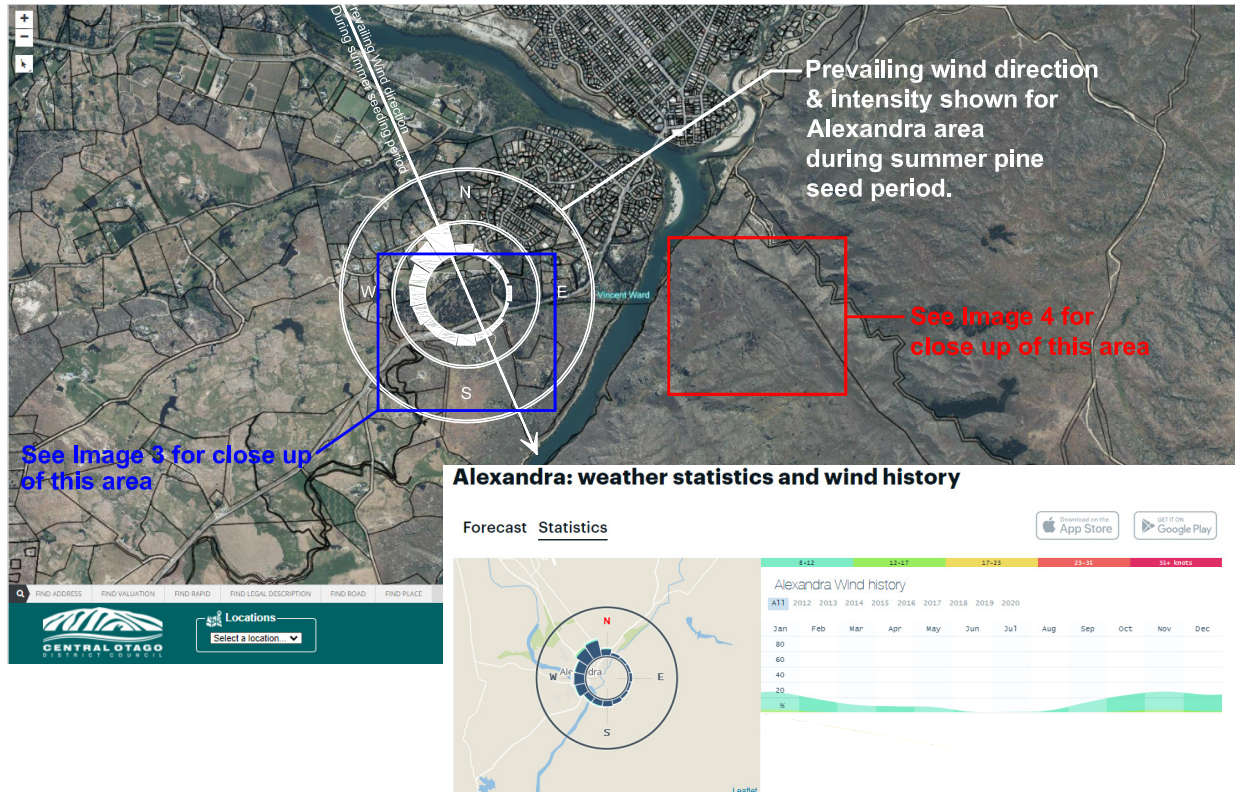 +
−
Prevailing Wind direction
During summer seeding period
Prevailing wind direction
& intensity shown for
Alexandra area
during summer pine
seed period.
N
W
E
S
Vincent Ward
See Image 4 for
close up of this area
See Image 3 for close up
of this area
Alexandra: weather statistics and wind history
Forecast Statistics
Download on the
App Store
GET IT ON
Google Play
8-12 12-17 17-23 23-35 35+ knots
Alexandra Wind history
All 2012 2013 2014 2015 2016 2017 2018 2019 2020
Jan Feb Mar Apr May Jun Jul Aug Sep Oct Nov Dec
80
60
40
20
%
N
W
Alexandra
E
S
Leaflet
FIND ADDRESS FIND VALUATION FIND RAPID FIND LEGAL DESCRIPTION FIND ROAD FIND PLACE
CENTRAL OTAGO
DISTRICT COUNCIL
Locations
Select a location...